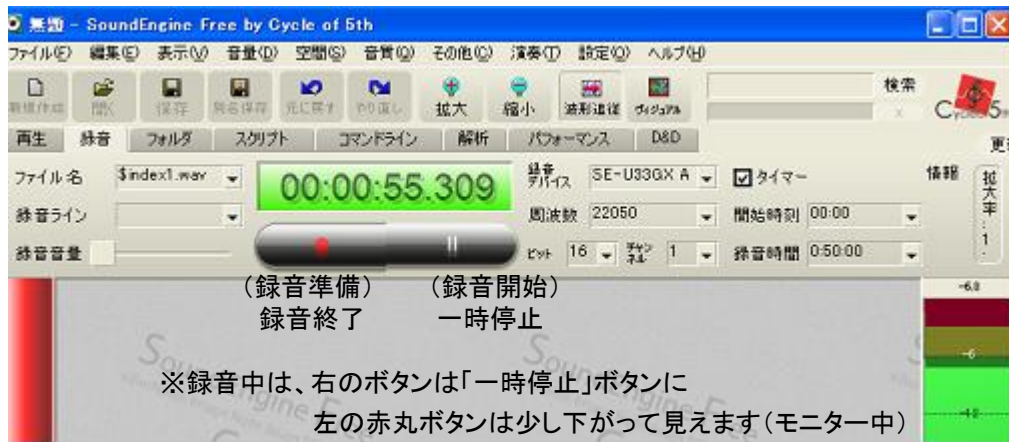 無題 - SoundEngine Free by Cycle of 5th
ファイル(F) 編集(E) 表示(V) 音量(D) 空間(S) 音質(Q) その他(C) 演奏(T) 設定(O) ヘルプ(H)
新規作成 開く 保存 別名保存 元に戻す やり直し 拡大 縮小 波形追従 ヴィジュアル 検索
再生 録音 フォルダ スクリプト コマンドライン 解析 パフォーマンス D&D
ファイル名 $index1.wav 00:00:55.309 録音デバイス SE-U33GX A タイマー 情報 拡大率:1
録音ライン 周波数 22050 開始時刻 00:00
録音音量 ビット 16 チャンネル 1 録音時間 0:50:00
(録音準備) (録音開始)
録音終了 一時停止
-6
※録音中は、右のボタンは「一時停止」ボタンに
左の赤丸ボタンは少し下がって見えます(モニター中)